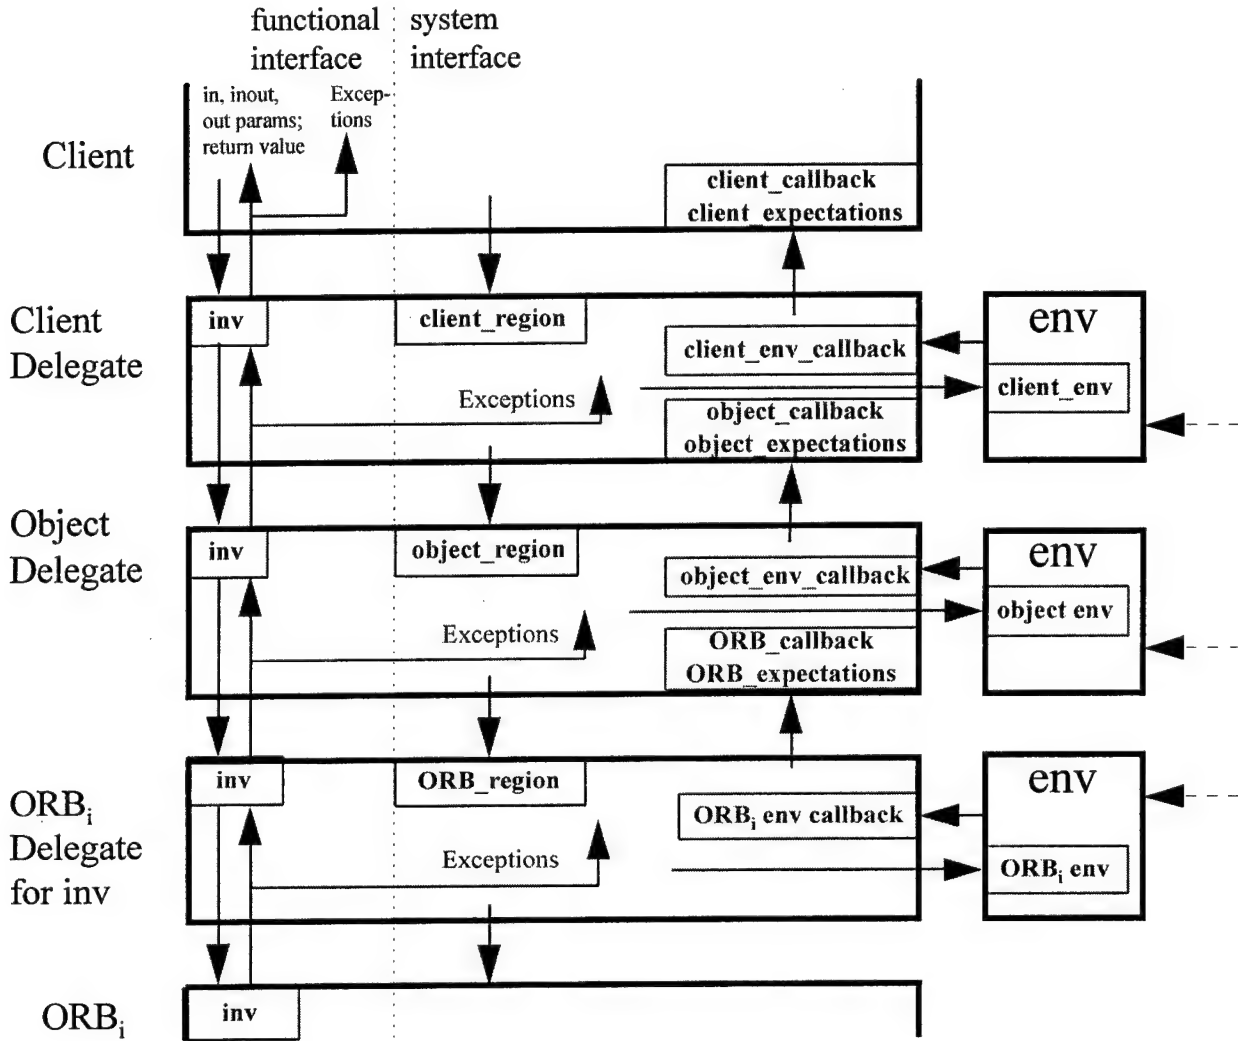 functional
interface
system
interface
in, inout,
out params;
return value
Excep-
tions
Client
client_callback
client_expectations
Client
Delegate
inv
client_region
client_env_callback
env
client_env
Exceptions
object_callback
object_expectations
Object
Delegate
inv
object_region
object_env_callback
env
object env
Exceptions
ORB_callback
ORB_expectations
ORBi
Delegate
for inv
inv
ORB_region
ORBi env callback
env
ORBi env
Exceptions
ORBi
inv